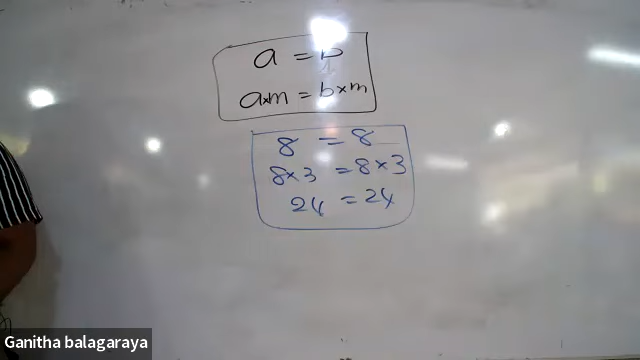 a = b
a×m = b×m
8 = 8
8×3 = 8×3
24 = 24
Ganitha balagaraya